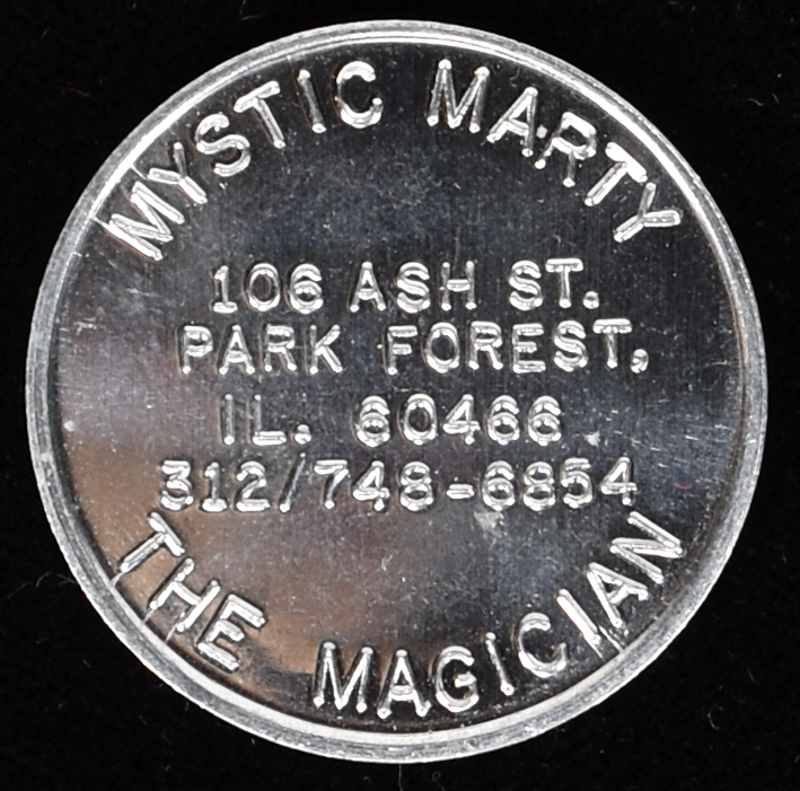 MYSTIC MARTY
106 ASH ST.
PARK FOREST,
IL. 60466
312/748-6854
THE MAGICIAN